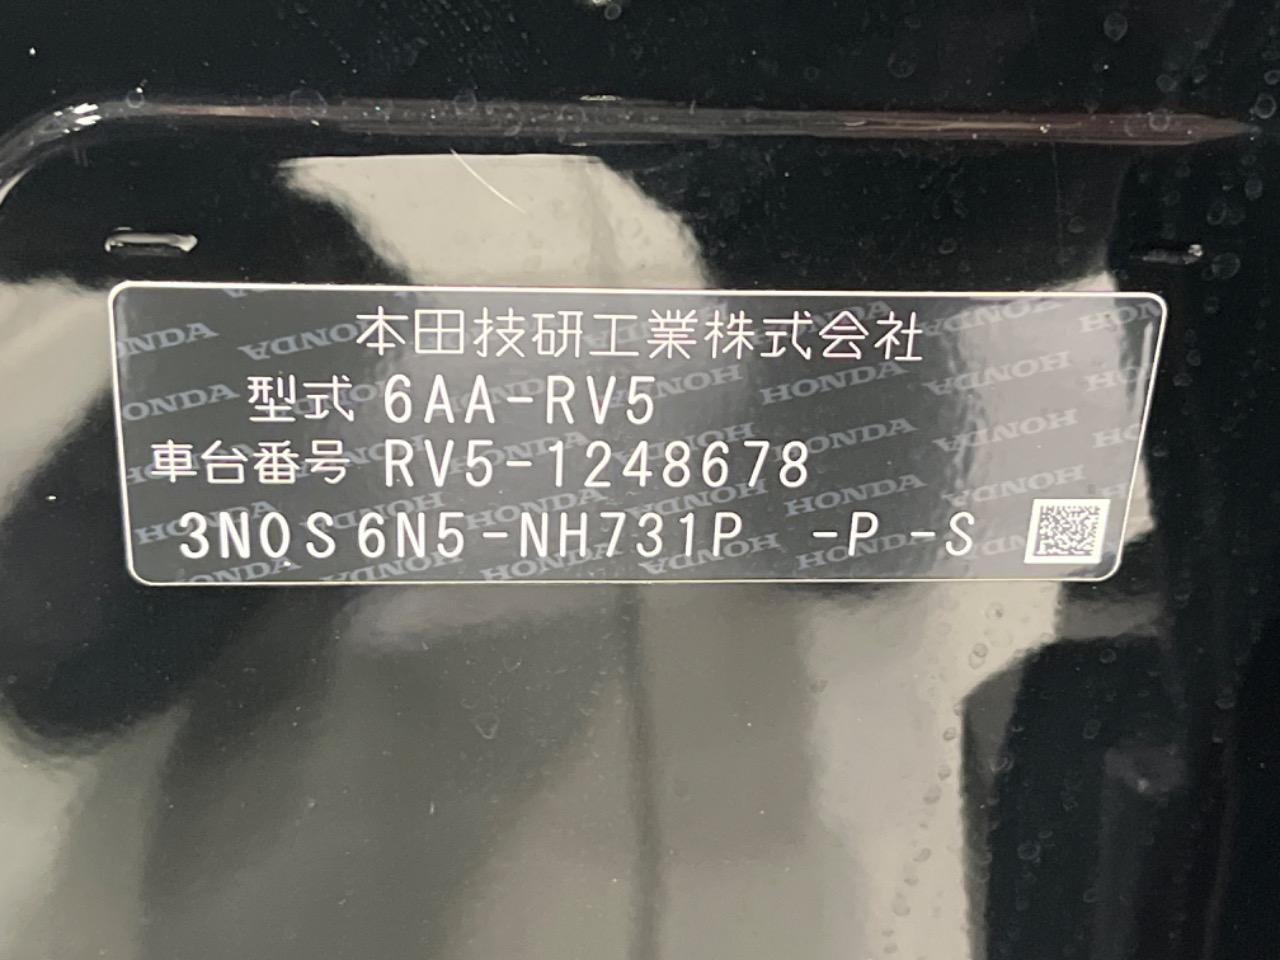 本田技研工業株式会社
型式 6AA-RV5
車台番号 RV5-1248678
3N0S6N5-NH731P -P -S